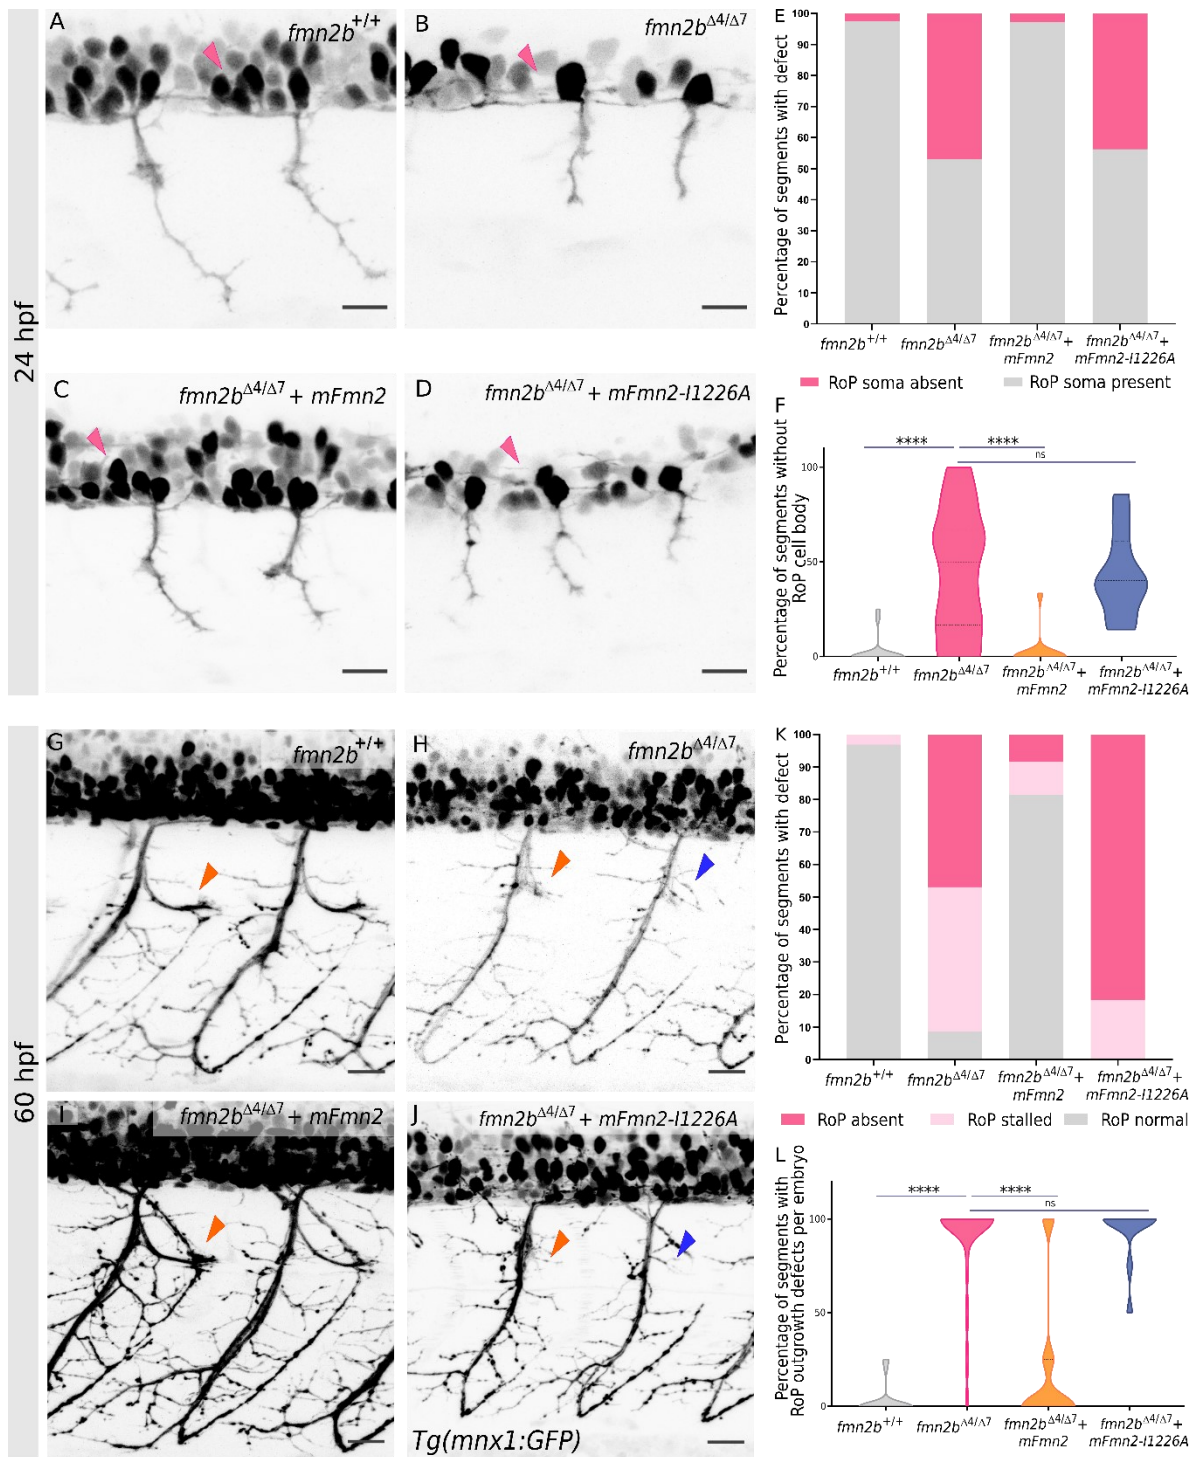 24 hpf
A
fmn2b+/+
B
fmn2bΔ4/Δ7
C
fmn2bΔ4/Δ7 + mFmn2
D
fmn2bΔ4/Δ7 + mFmn2-I1226A
E
Percentage of segments with defect
100
90
80
70
60
50
40
30
20
10
0
fmn2b+/+
fmn2bΔ4/Δ7
fmn2bΔ4/Δ7+
mFmn2
fmn2bΔ4/Δ7+
mFmn2-I1226A
RoP soma absent
RoP soma present
F
Percentage of segments without
RoP cell body
****
****
ns
100
50
0
fmn2b+/+
fmn2bΔ4/Δ7
fmn2bΔ4/Δ7+
mFmn2
fmn2bΔ4/Δ7+
mFmn2-I1226A
60 hpf
G
fmn2b+/+
H
fmn2bΔ4/Δ7
I
fmn2bΔ4/Δ7 + mFmn2
J
fmn2bΔ4/Δ7 + mFmn2-I1226A
Tg(mnx1:GFP)
K
Percentage of segments with defect
100
90
80
70
60
50
40
30
20
10
0
fmn2b+/+
fmn2bΔ4/Δ7
fmn2bΔ4/Δ7+
mFmn2
fmn2bΔ4/Δ7+
mFmn2-I1226A
RoP absent
RoP stalled
RoP normal
L
Percentage of segments with
RoP outgrowth defects per embryo
****
****
ns
100
50
0
fmn2b+/+
fmn2bΔ4/Δ7
fmn2bΔ4/Δ7+
mFmn2
fmn2bΔ4/Δ7+
mFmn2-I1226A